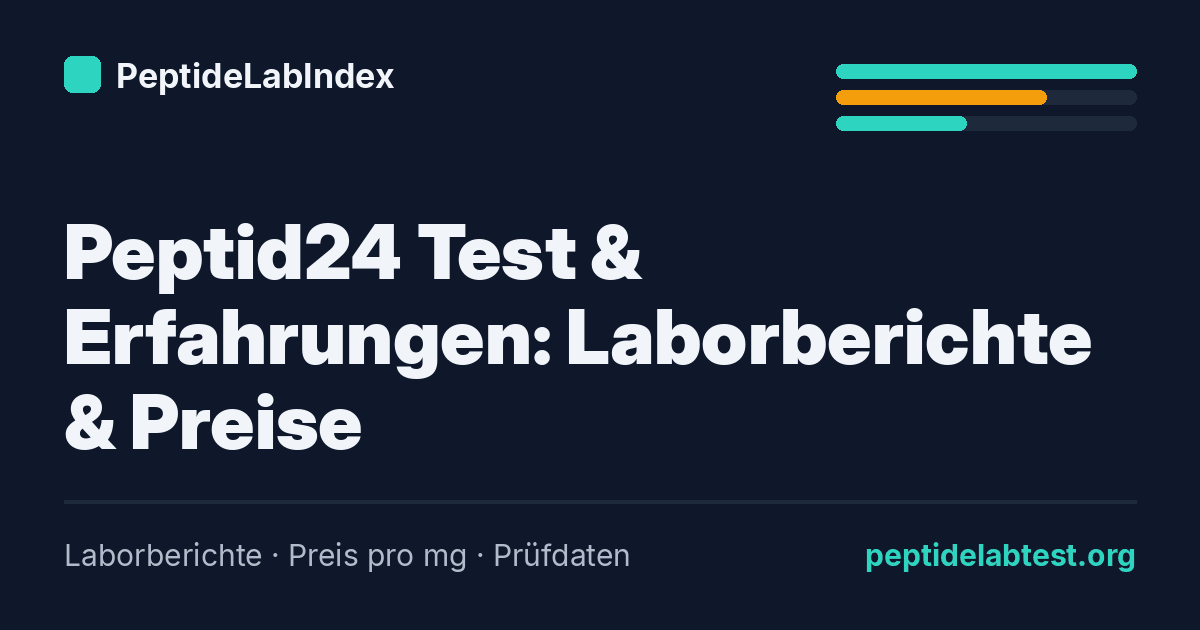 PeptideLabIndex
Peptid24 Test &
Erfahrungen: Laborberichte
& Preise
Laborberichte · Preis pro mg · Prüfdaten
peptidelabtest.org